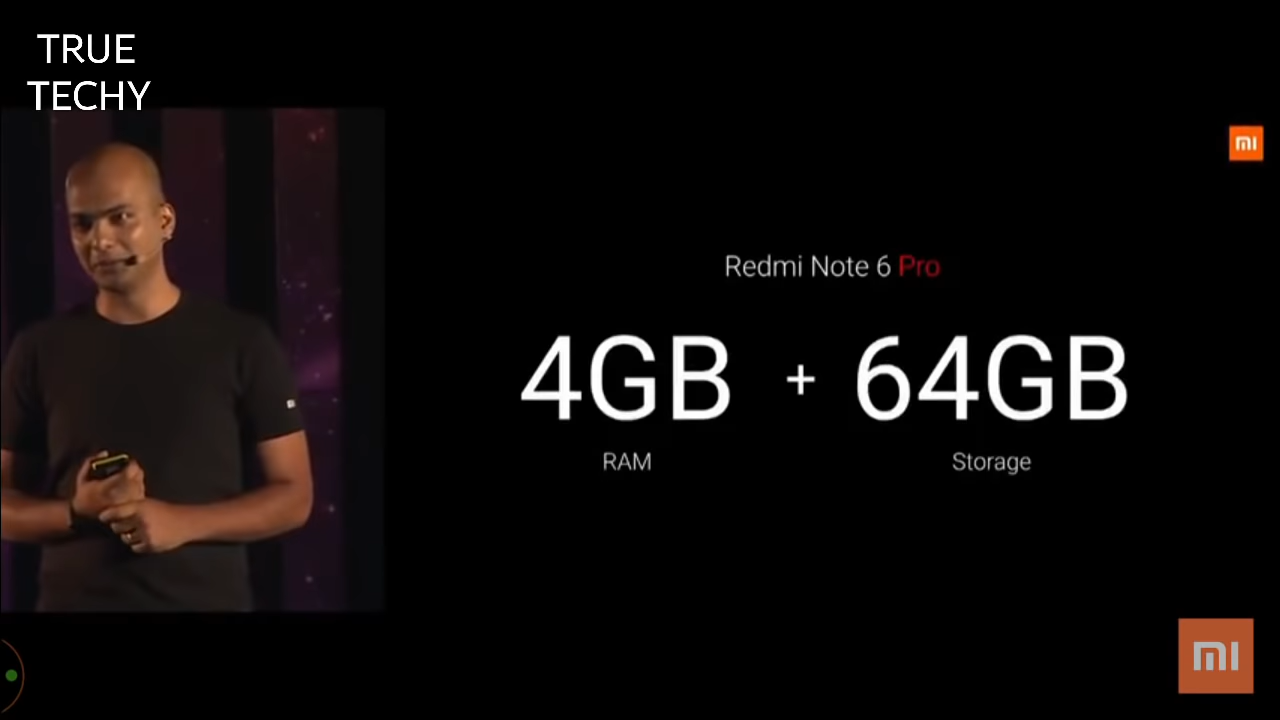 TRUE
TECHY
mi
Redmi Note 6 Pro
4GB + 64GB
RAM Storage
mi